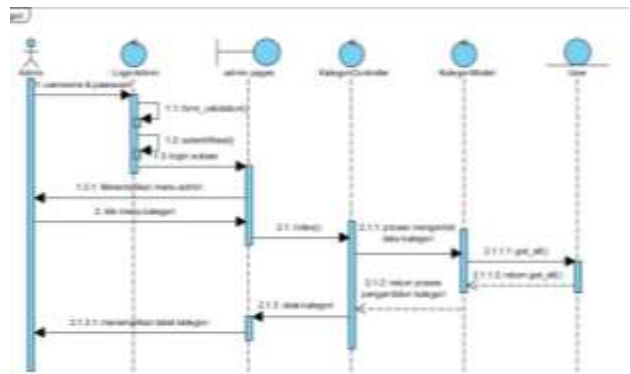 Admin
LoginAdmin
admin pages
KategoriController
KategoriModel
User
1: username & password()
1.1: form_validation()
1.2: autentifikasi()
1.3: login sukses
1.3.1: Menampilkan menu admin
2: klik menu kategori
2.1: index()
2.1.1: proses mengambil
data kategori
2.1.1.1: get_all()
2.1.1.2: return get_all()
2.1.2: return proses
pengambilan kategori
2.1.3: data kategori
2.1.3.1: menampilkan tabel kategori